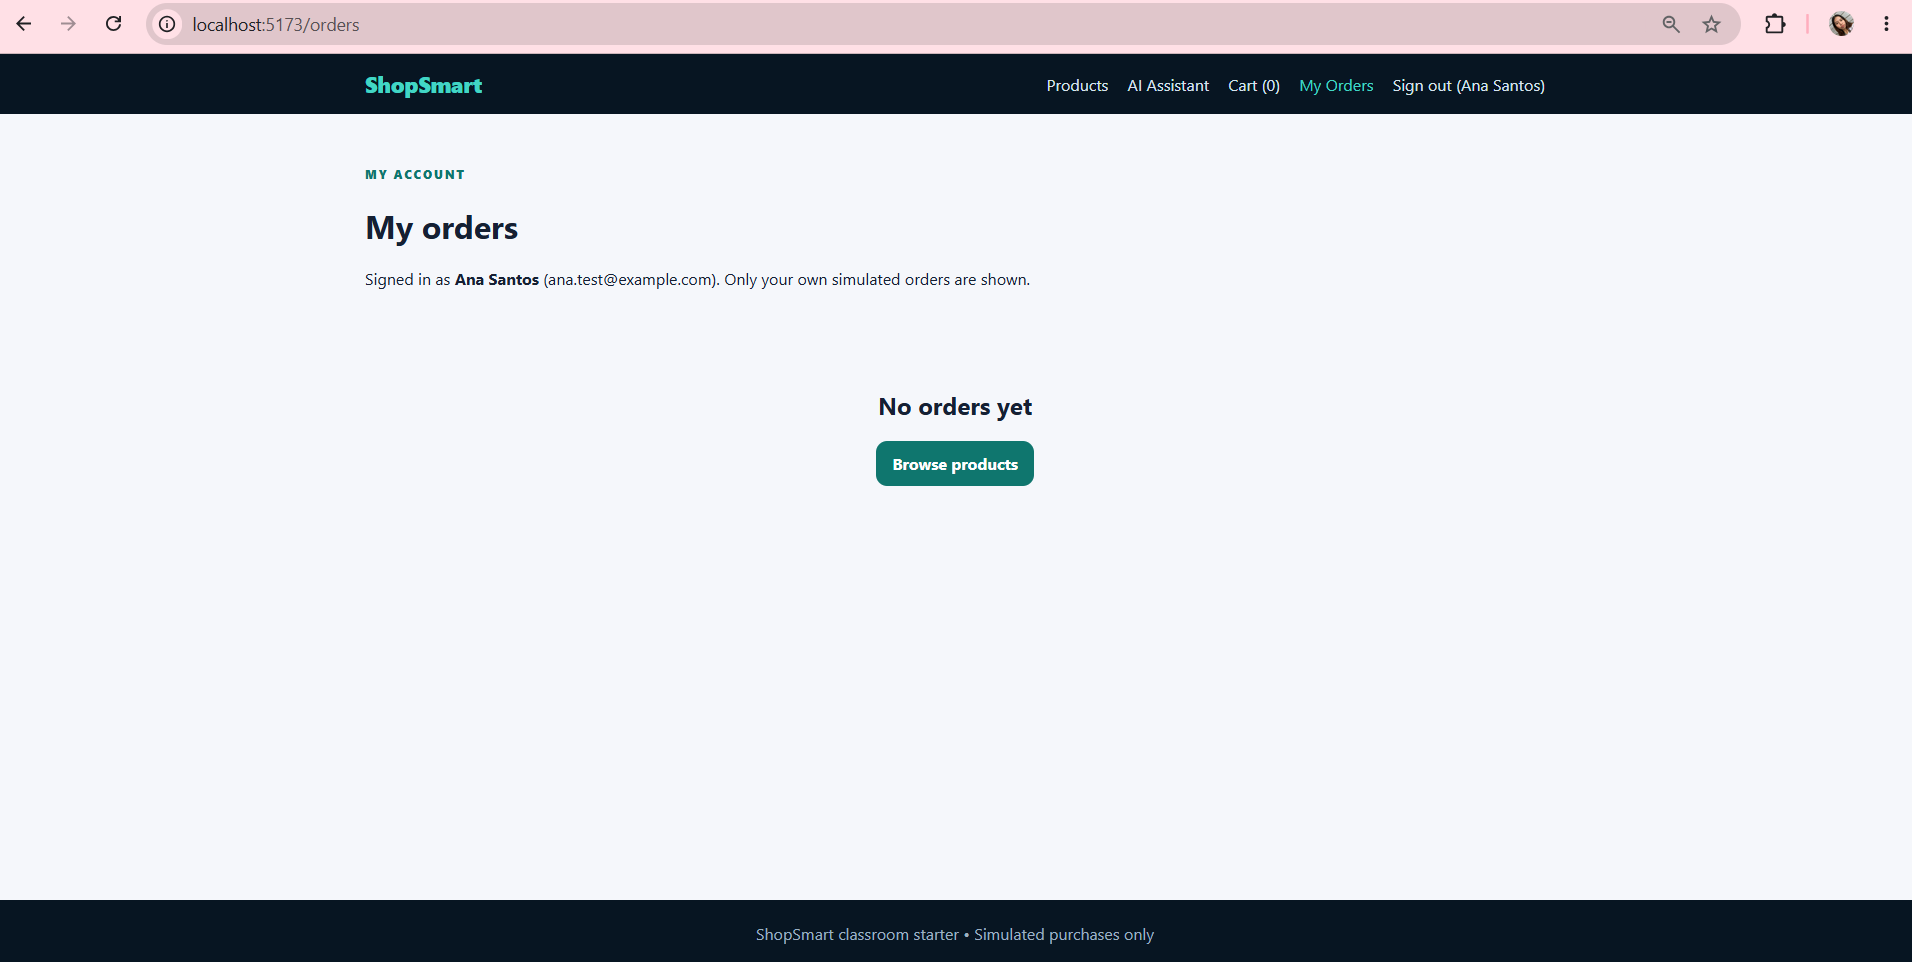 localhost:5173/orders
ShopSmart
Products AI Assistant Cart (0) My Orders Sign out (Ana Santos)
MY ACCOUNT
My orders
Signed in as Ana Santos (ana.test@example.com). Only your own simulated orders are shown.
No orders yet
Browse products
ShopSmart classroom starter • Simulated purchases only